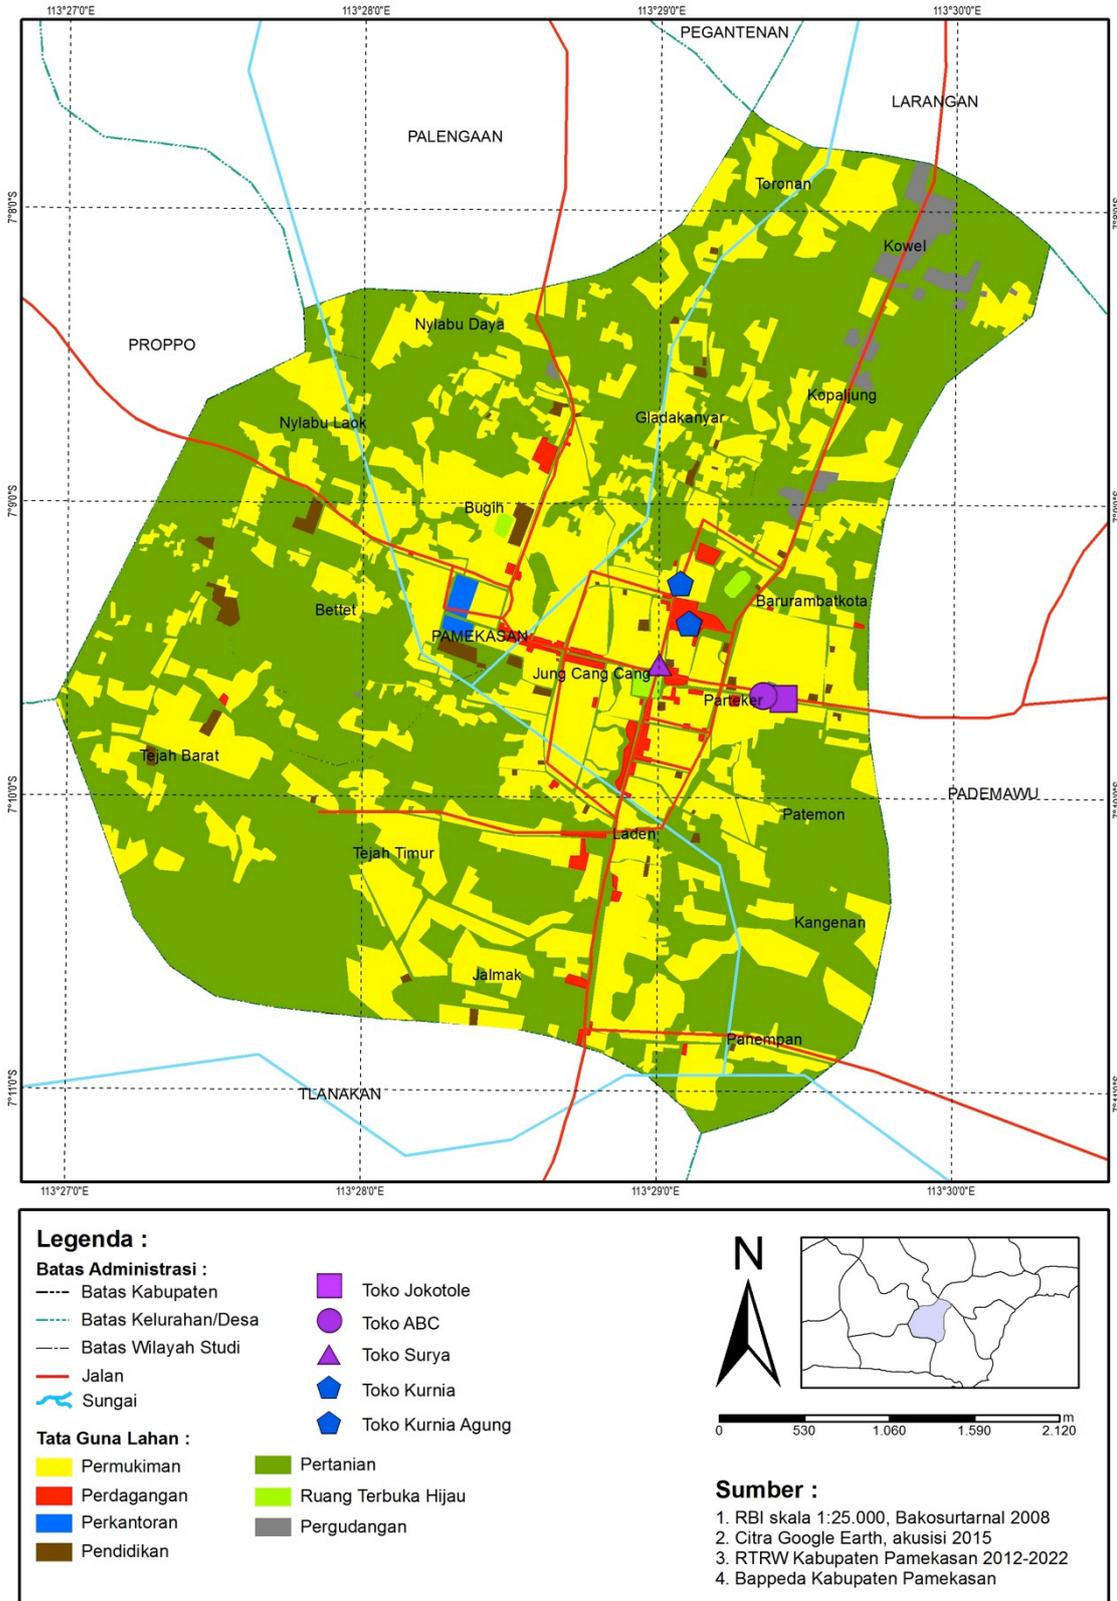 113°27'0"E 113°28'0"E 113°29'0"E 113°30'0"E
PEGANTENAN
LARANGAN
PALENGAAN
Toronan
7°8'0"S
Kowel
Nylabu Daya
PROPPO
Kopaljung
Gladakanyar
Nylabu Laok
7°9'0"S
Bugih
Barurambatkota
Bettet
PAMEKASAN
Jung Cang Cang
Parteker
Tejah Barat
7°10'0"S
PADEMAWU
Patemon
Laden
Tejah Timur
Kangenan
Jalmak
Panempan
7°11'0"S
TLANAKAN
113°27'0"E 113°28'0"E 113°29'0"E 113°30'0"E
Legenda :
Batas Administrasi :
Batas Kabupaten
Batas Kelurahan/Desa
Batas Wilayah Studi
Jalan
Sungai
Toko Jokotole
Toko ABC
Toko Surya
Toko Kurnia
Toko Kurnia Agung
Tata Guna Lahan :
Permukiman
Perdagangan
Perkantoran
Pendidikan
Pertanian
Ruang Terbuka Hijau
Pergudangan
N
0 530 1.060 1.590 2.120 m
Sumber :
1. RBI skala 1:25.000, Bakosurtarnal 2008
2. Citra Google Earth, akusisi 2015
3. RTRW Kabupaten Pamekasan 2012-2022
4. Bappeda Kabupaten Pamekasan